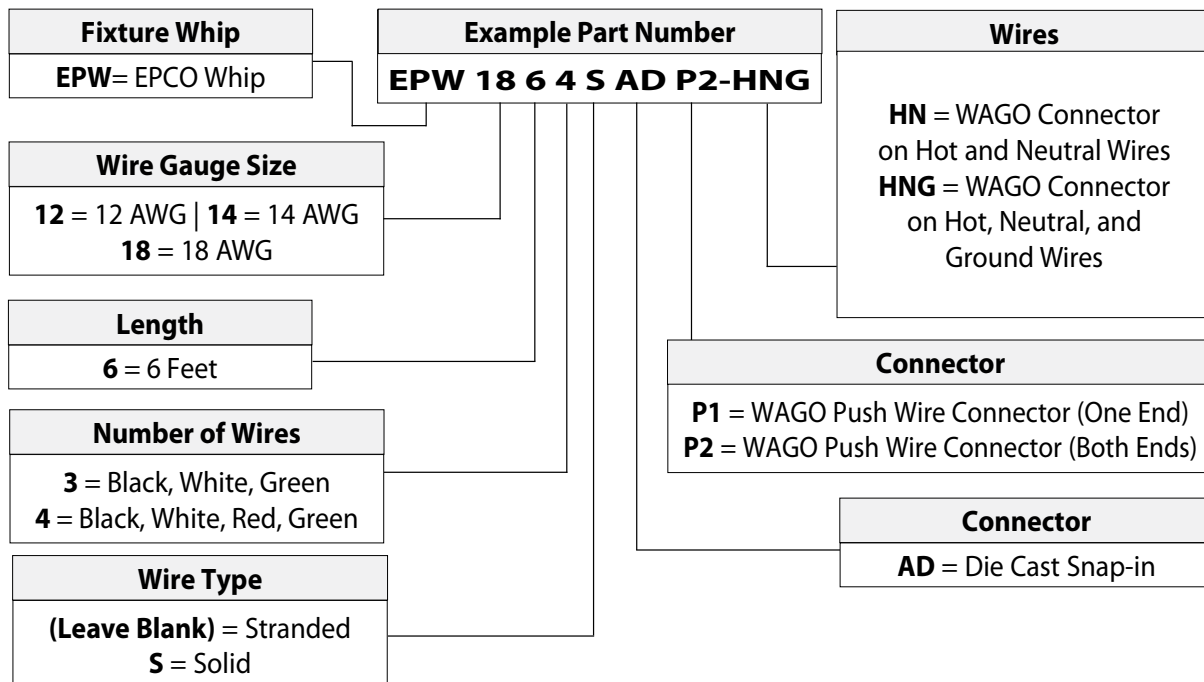 Fixture Whip
EPW= EPCO Whip
Example Part Number
EPW 18 6 4 S AD P2-HNG
Wires
HN = WAGO Connector
on Hot and Neutral Wires
HNG = WAGO Connector
on Hot, Neutral, and
Ground Wires
Wire Gauge Size
12 = 12 AWG | 14 = 14 AWG
18 = 18 AWG
Length
6 = 6 Feet
Connector
P1 = WAGO Push Wire Connector (One End)
P2 = WAGO Push Wire Connector (Both Ends)
Number of Wires
3 = Black, White, Green
4 = Black, White, Red, Green
Connector
AD = Die Cast Snap-in
Wire Type
(Leave Blank) = Stranded
S = Solid